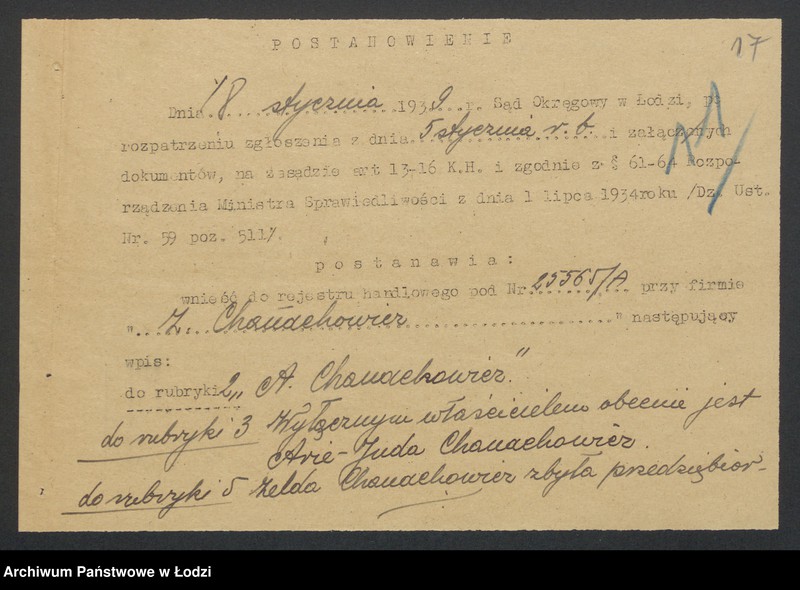 POSTANOWIENIE
17
Dnia 18 stycznia 1939 r. Sąd Okręgowy w Łodzi, po
rozpatrzeniu zgłoszenia z dnia 5 stycznia r. b. i załączonych
dokumentów, na zasadzie art 13-16 K.H. i zgodnie z § 61-64 Rozpo-
rządzenia Ministra Sprawiedliwości z dnia 1 lipca 1934roku /Dz. Ust.
Nr. 59 poz. 511/.
postanawia:
wnieść do rejestru handlowego pod Nr 25565/A przy firmie
"Z. Chanachowicz" następujący
wpis:
do rubryki 2 „A. Chanachowicz."
do rubryki 3 Wyłącznym właścicielem obecnie jest
Arie-Juda Chanachowicz.
do rubryki 5 Zelda Chanachowicz zbyła przedsiębior-
Archiwum Państwowe w Łodzi